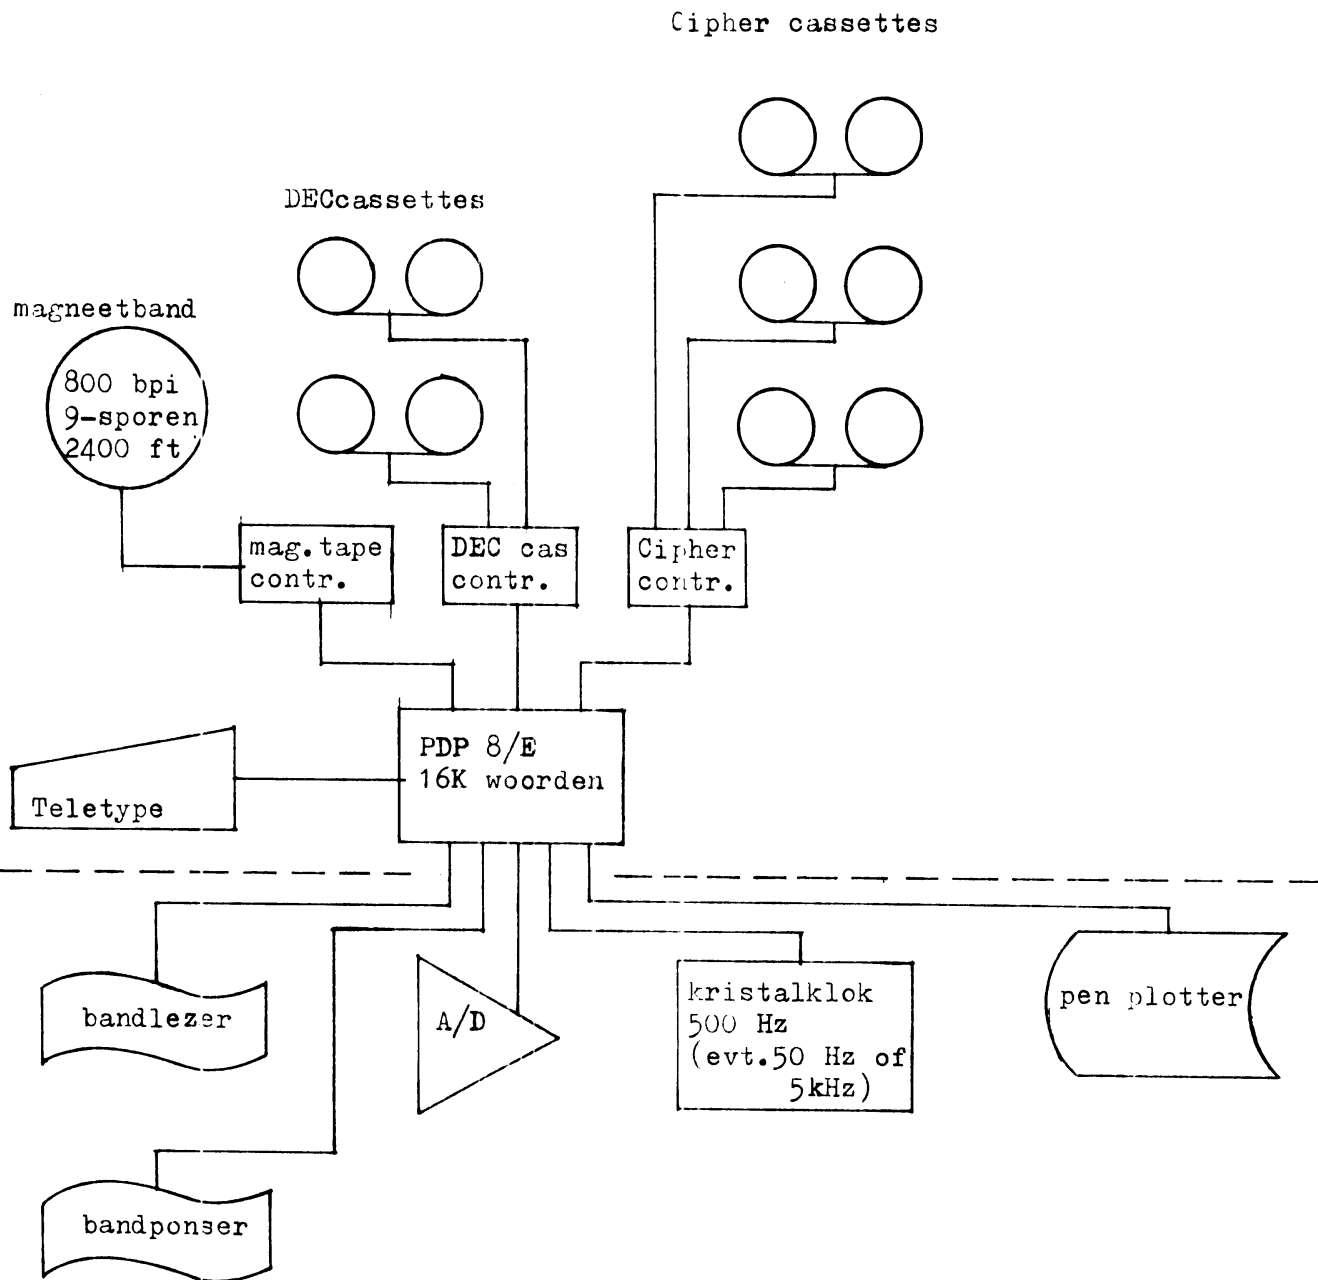 Cipher cassettes
DECcassettes
magneetband
800 bpi
9-sporen
2400 ft
mag.tape
contr.
DEC cas
contr.
Cipher
contr.
PDP 8/E
16K woorden
Teletype
bandlezer
A/D
kristalklok
500 Hz
(evt.50 Hz of
5kHz)
pen plotter
bandponser